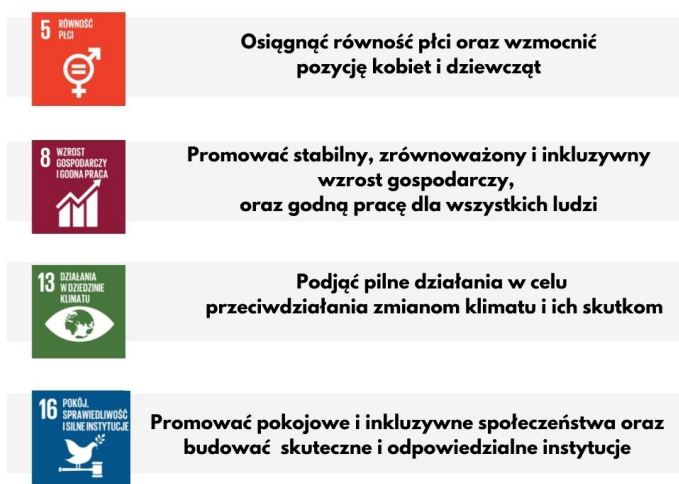 5 RÓWNOŚĆ
PŁCI
Osiągnąć równość płci oraz wzmocnić
pozycję kobiet i dziewcząt
8 WZROST
GOSPODARCZY
I GODNA PRACA
Promować stabilny, zrównoważony i inkluzywny
wzrost gospodarczy,
oraz godną pracę dla wszystkich ludzi
13 DZIAŁANIA
W DZIEDZINIE
KLIMATU
Podjąć pilne działania w celu
przeciwdziałania zmianom klimatu i ich skutkom
16 POKÓJ,
SPRAWIEDLIWOŚĆ
I SILNE INSTYTUCJE
Promować pokojowe i inkluzywne społeczeństwa oraz
budować skuteczne i odpowiedzialne instytucje